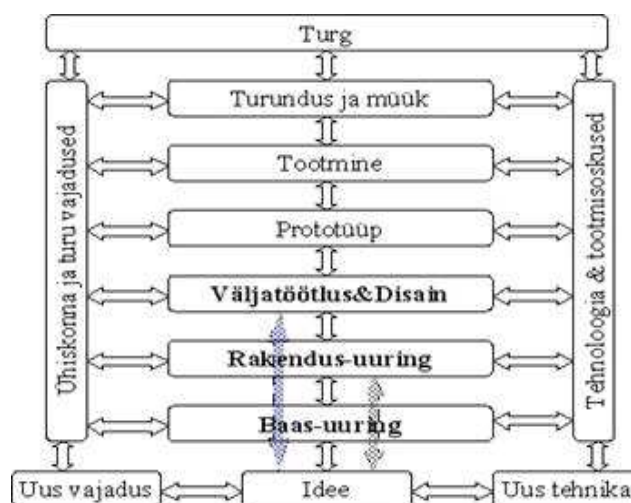 Turg
Turundus ja müük
Tootmine
Prototüüp
Väljatöötlus&Disain
Rakendus-uuring
Baas-uuring
Ühiskonna ja turu vajadused
Tehnoloogia & tootmisoskused
Uus vajadus
Idee
Uus tehnika